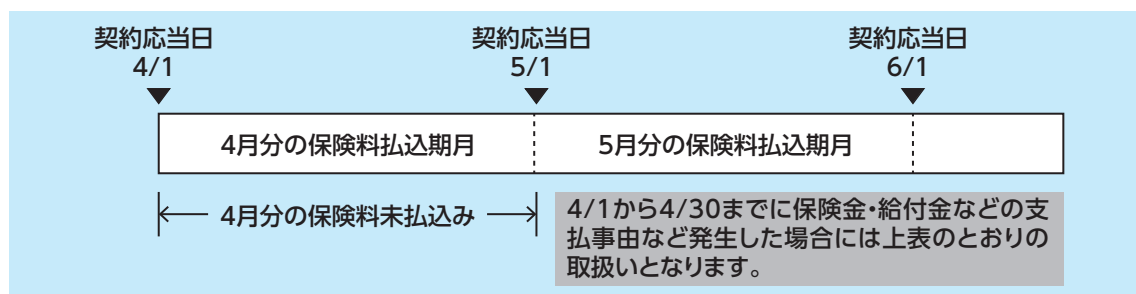 契約応当日 契約応当日 契約応当日
4/1 5/1 6/1
4月分の保険料払込期月 5月分の保険料払込期月
4月分の保険料未払込み
4/1から4/30までに保険金・給付金などの支
払事由など発生した場合には上表のとおりの
取扱いとなります。